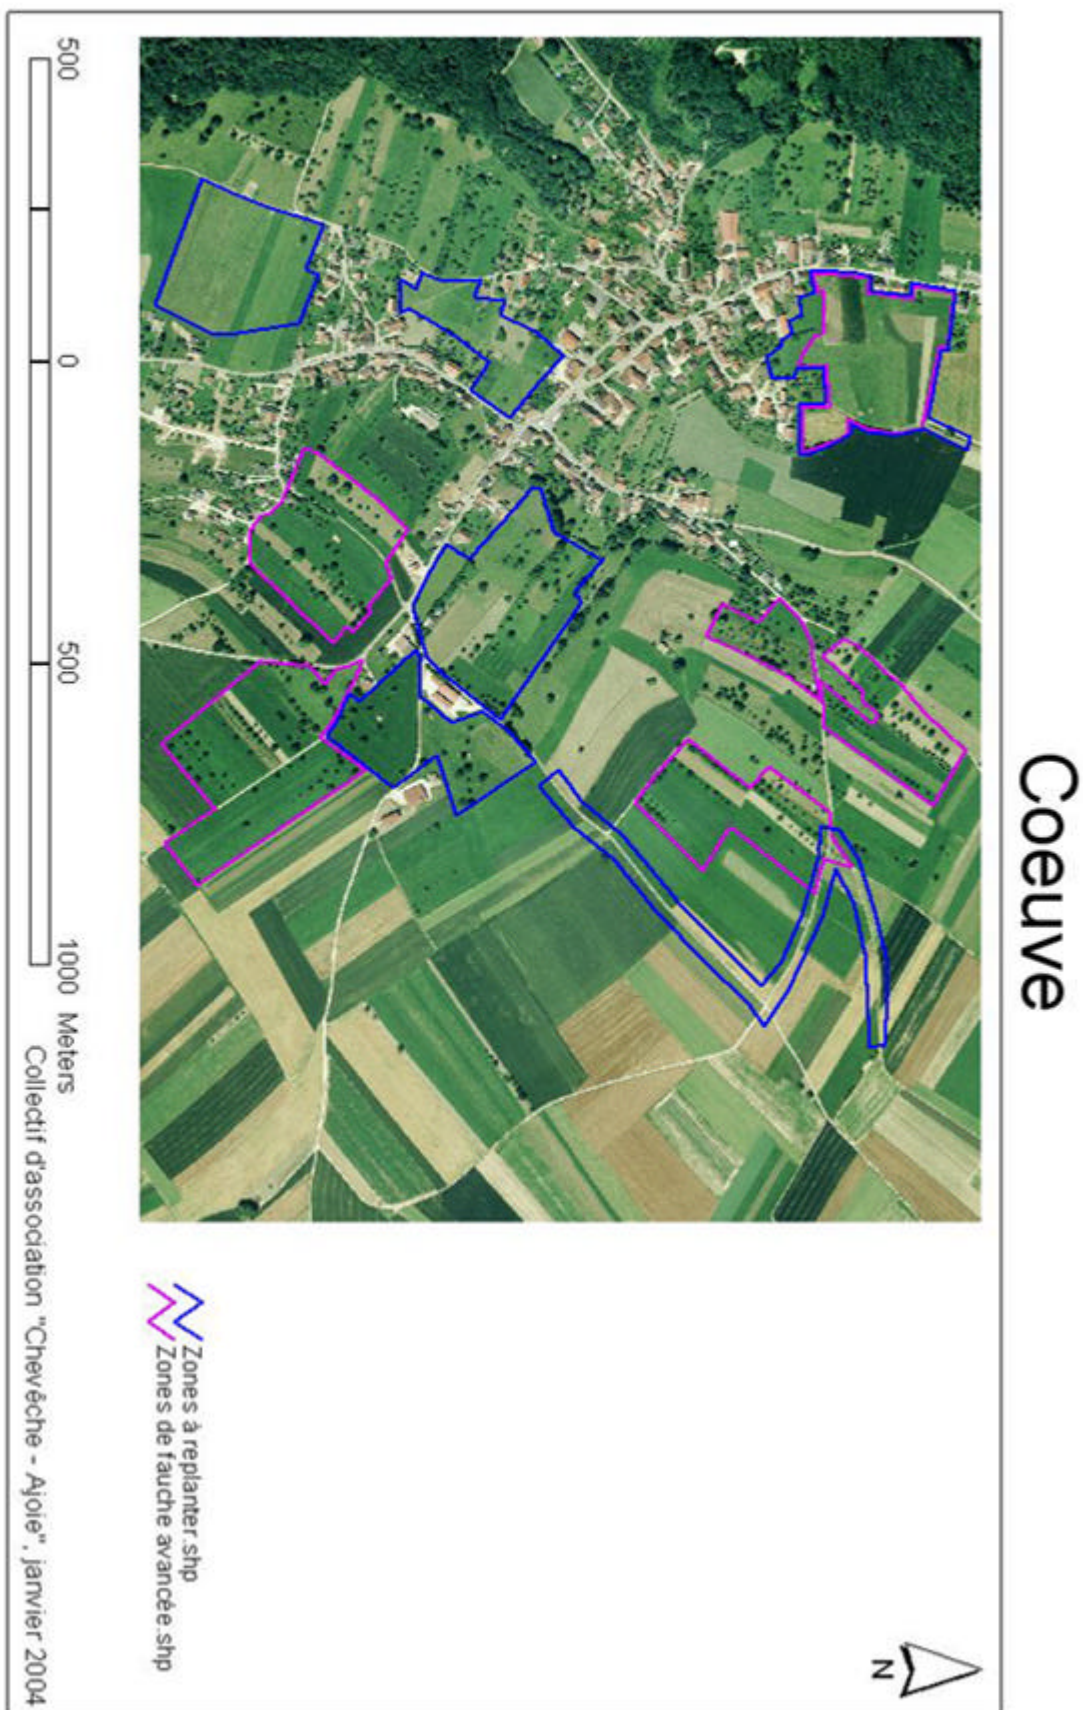 Coeuve
N
Zones à replanter.shp
Zones de fauche avancée.shp
500 0 500 1000 Meters
Collectif d'association "Chevêche - Ajoie", janvier 2004